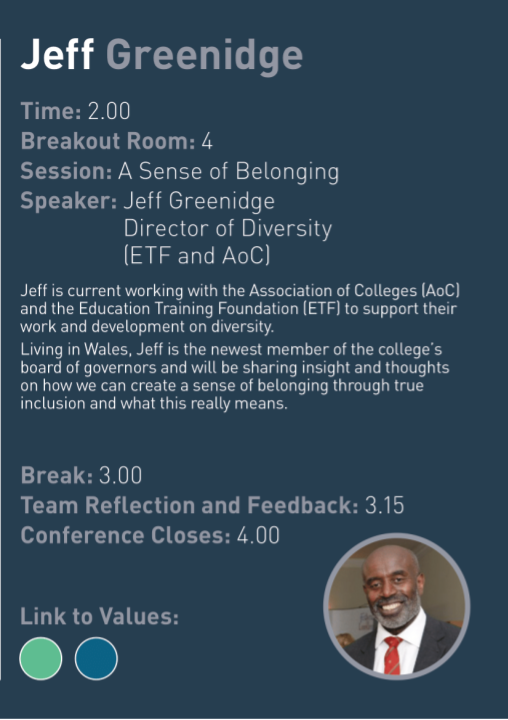 Jeff Greenidge
Time: 2.00
Breakout Room: 4
Session: A Sense of Belonging
Speaker: Jeff Greenidge
Director of Diversity
(ETF and AoC)
Jeff is current working with the Association of Colleges (AoC)
and the Education Training Foundation (ETF) to support their
work and development on diversity.
Living in Wales, Jeff is the newest member of the college's
board of governors and will be sharing insight and thoughts
on how we can create a sense of belonging through true
inclusion and what this really means.
Break: 3.00
Team Reflection and Feedback: 3.15
Conference Closes: 4.00
Link to Values: